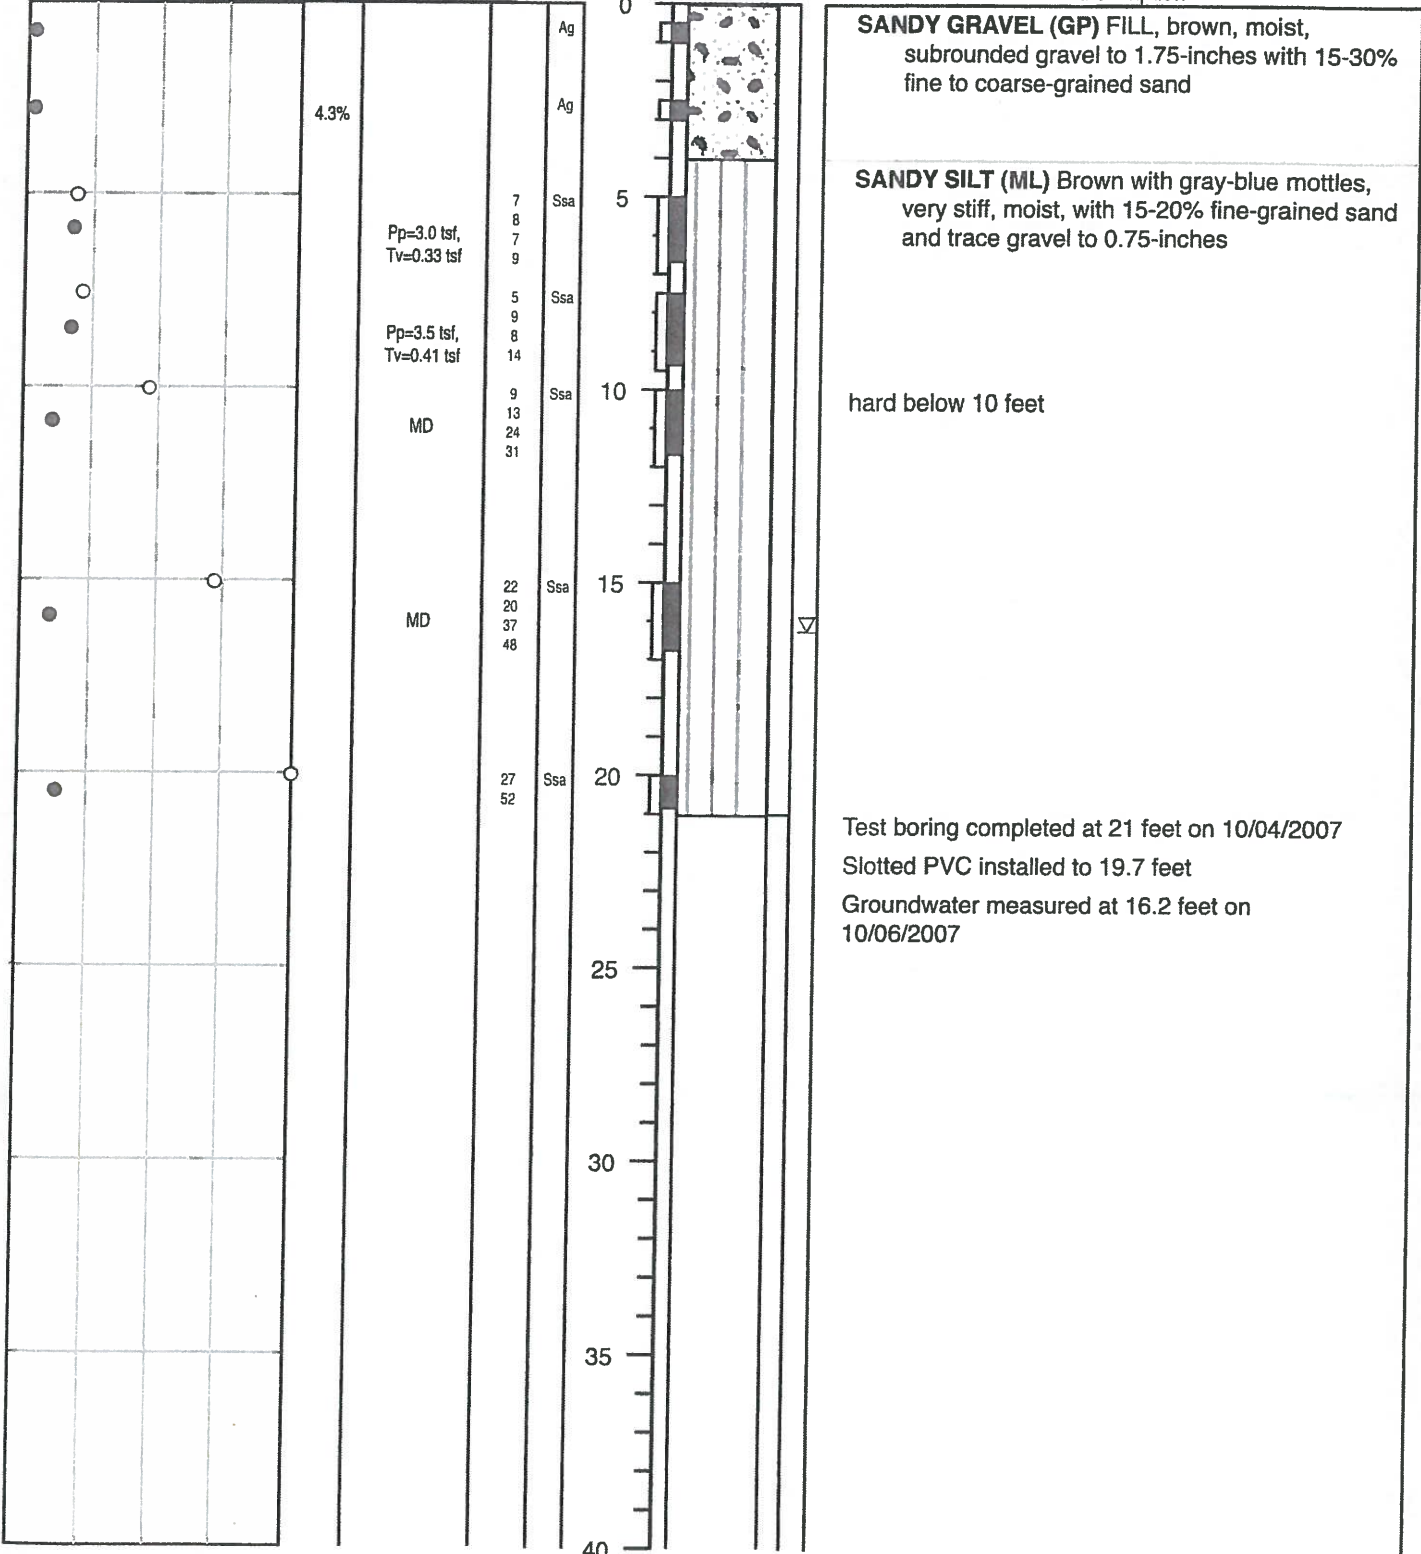 0
Ag
SANDY GRAVEL (GP) FILL, brown, moist,
subrounded gravel to 1.75-inches with 15-30%
fine to coarse-grained sand
4.3%
Ag
SANDY SILT (ML) Brown with gray-blue mottles,
very stiff, moist, with 15-20% fine-grained sand
and trace gravel to 0.75-inches
5
7 Ssa
8
7
9
Pp=3.0 tsf,
Tv=0.33 tsf
5 Ssa
9
8
14
Pp=3.5 tsf,
Tv=0.41 tsf
10
9 Ssa
13
24
31
MD
hard below 10 feet
15
22 Ssa
20
37
48
MD
20
27 Ssa
52
Test boring completed at 21 feet on 10/04/2007
Slotted PVC installed to 19.7 feet
Groundwater measured at 16.2 feet on
10/06/2007
25
30
35
40